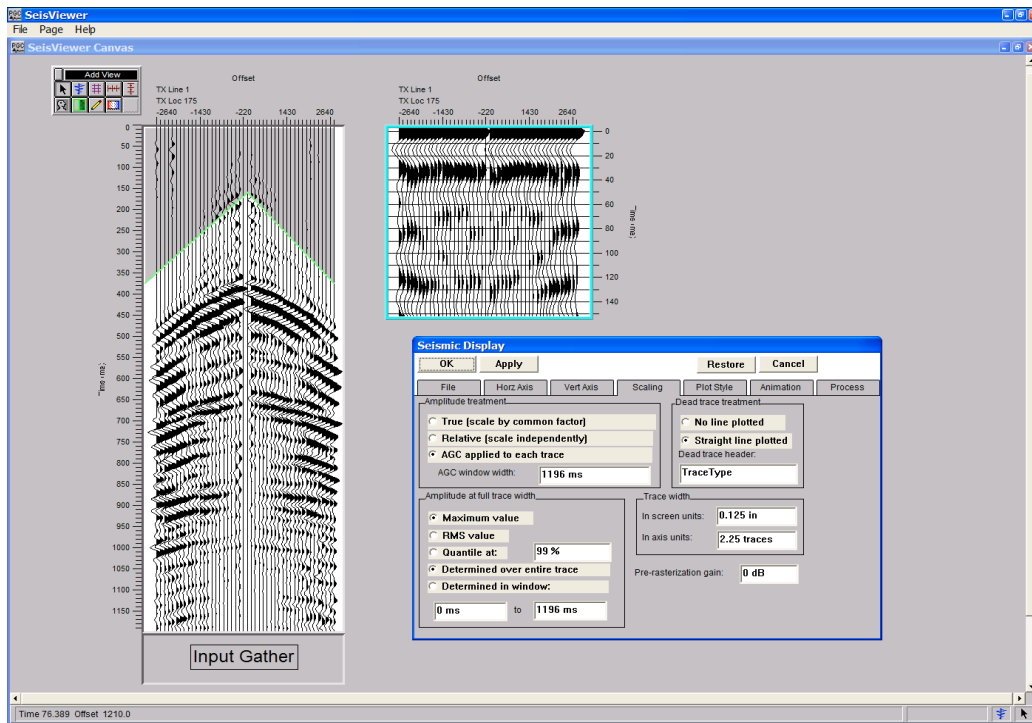 PGC SeisViewer
File Page Help
PGC SeisViewer Canvas
Add View
Offset
TX Line 1
TX Loc 175
-2640 -1430 -220 1430 2640
0
50
100
150
200
250
300
350
400
450
500
550
600
650
700
750
800
850
900
950
1000
1050
1100
1150
Time (ms)
Input Gather
Offset
TX Line 1
TX Loc 175
-2640 -1430 -220 1430 2640
0
20
40
60
80
100
120
140
Time (ms)
Seismic Display
OK Apply Restore Cancel
File Horz Axis Vert Axis Scaling Plot Style Animation Process
Amplitude treatment
True (scale by common factor)
Relative (scale independently)
AGC applied to each trace
AGC window width: 1196 ms
Dead trace treatment
No line plotted
Straight line plotted
Dead trace header:
TraceType
Amplitude at full trace width
Maximum value
RMS value
Quantile at: 99 %
Determined over entire trace
Determined in window:
0 ms to 1196 ms
Trace width
In screen units: 0.125 in
In axis units: 2.25 traces
Pre-rasterization gain: 0 dB
Time 76.389 Offset 1210.0